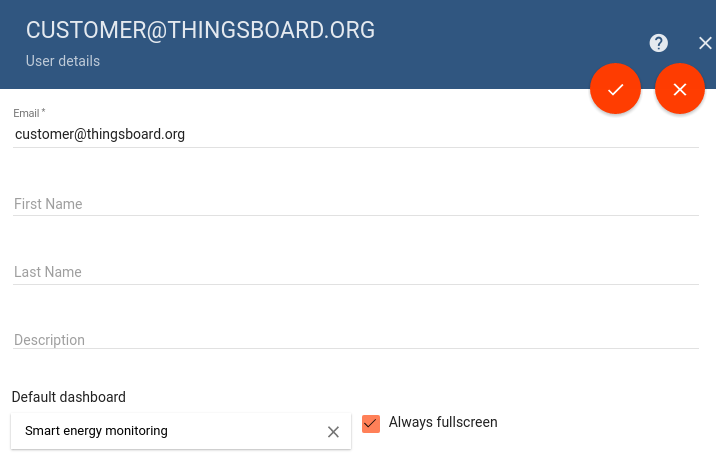 CUSTOMER@THINGSBOARD.ORG
User details
?
Email *
customer@thingsboard.org
First Name
Last Name
Description
Default dashboard
Smart energy monitoring
Always fullscreen